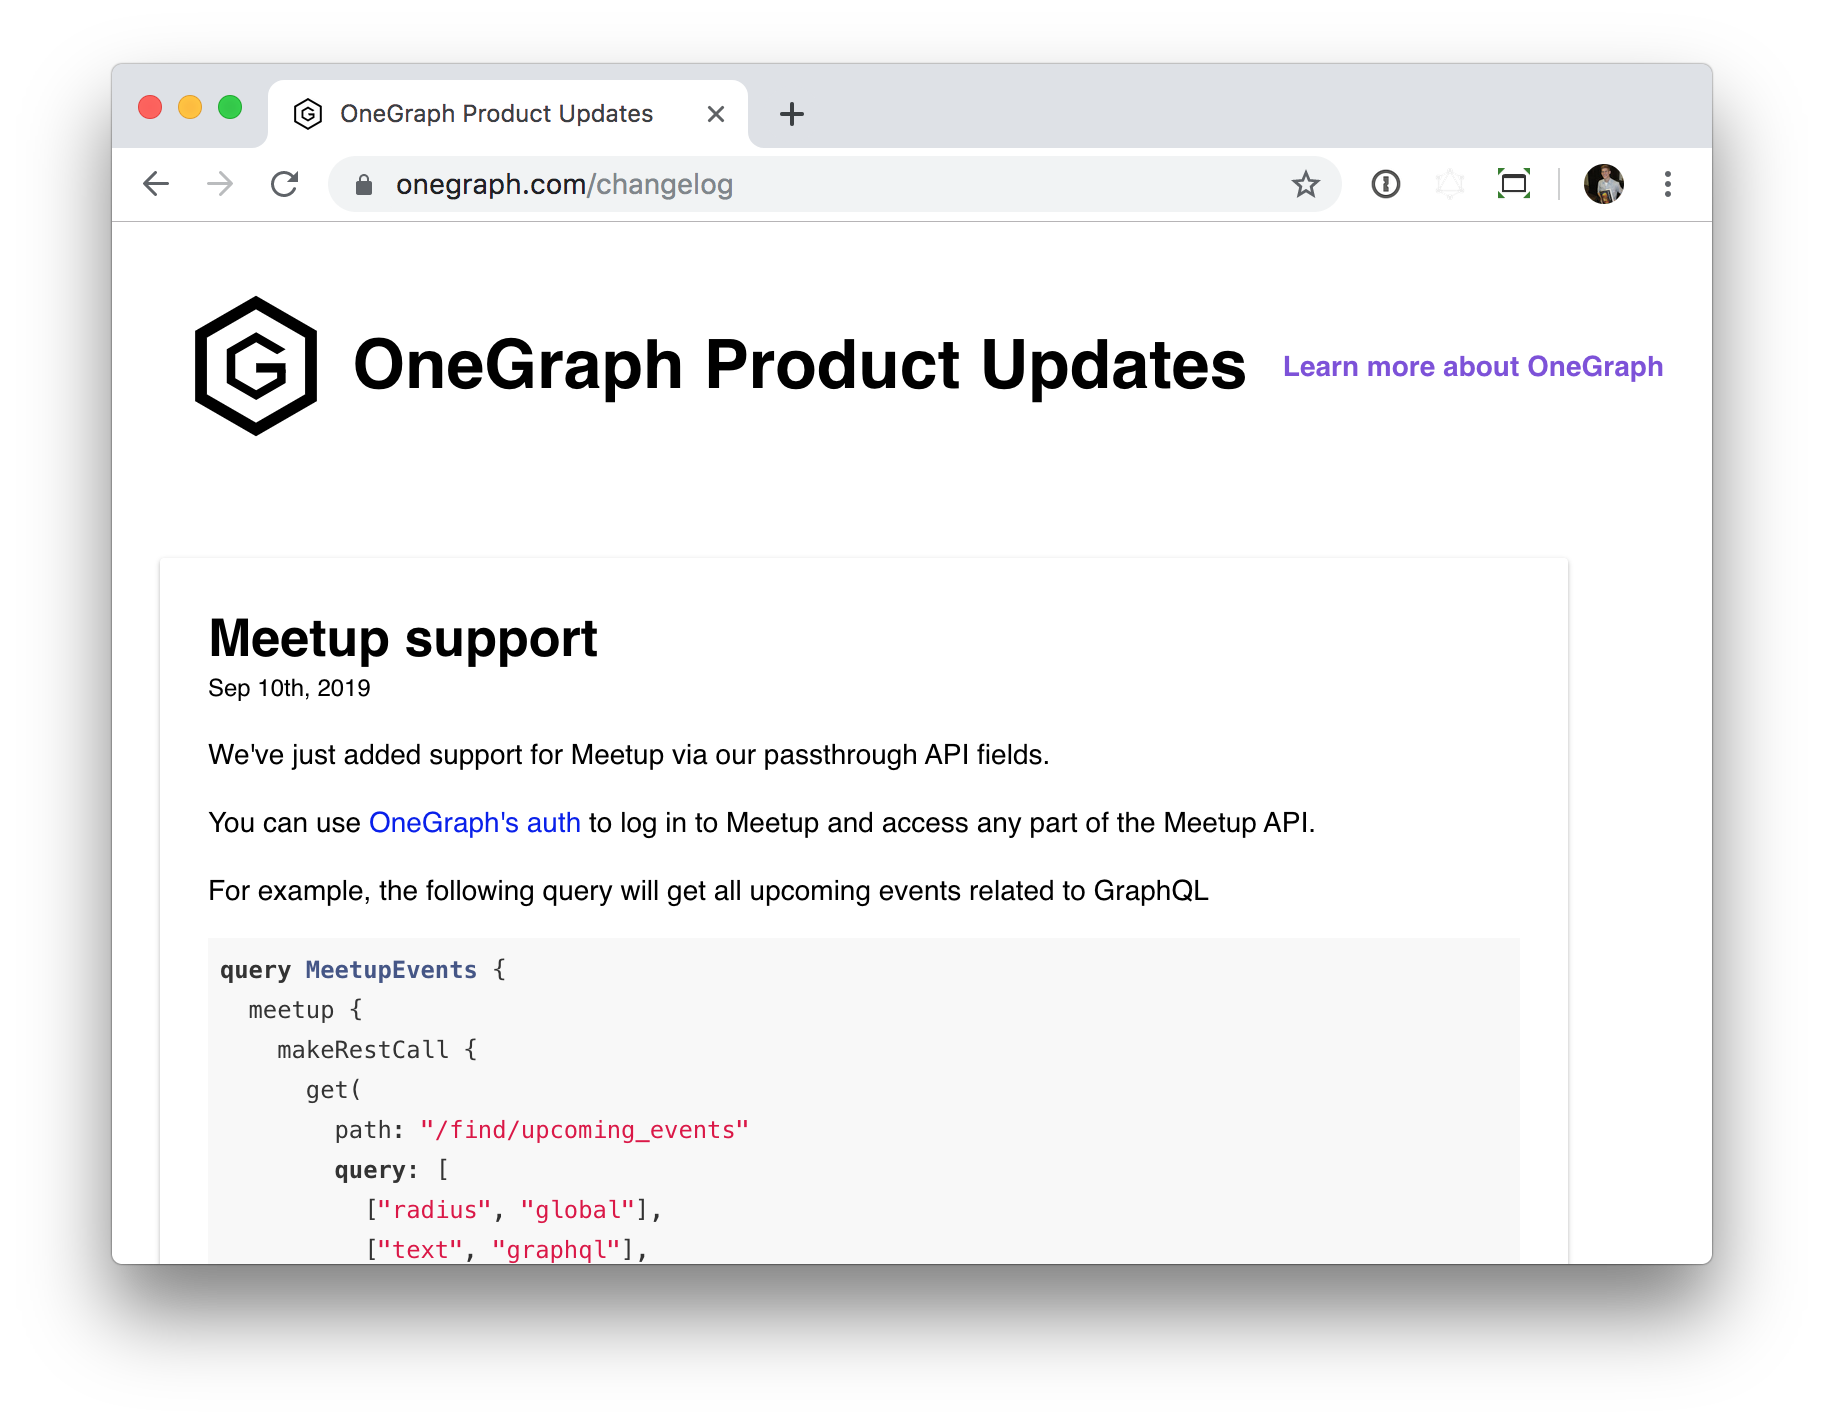 OneGraph Product Updates
onegraph.com/changelog
OneGraph Product Updates
Learn more about OneGraph
Meetup support
Sep 10th, 2019
We've just added support for Meetup via our passthrough API fields.
You can use OneGraph's auth to log in to Meetup and access any part of the Meetup API.
For example, the following query will get all upcoming events related to GraphQL
query MeetupEvents {
  meetup {
    makeRestCall {
      get(
        path: "/find/upcoming_events"
        query: [
          ["radius", "global"],
          ["text", "graphql"],